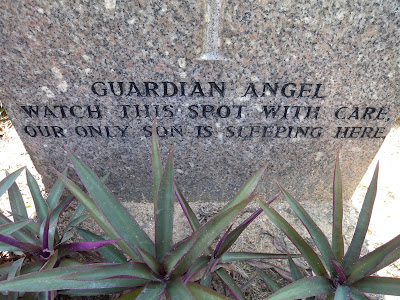 GUARDIAN ANGEL
WATCH THIS SPOT WITH CARE,
OUR ONLY SON IS SLEEPING HERE.